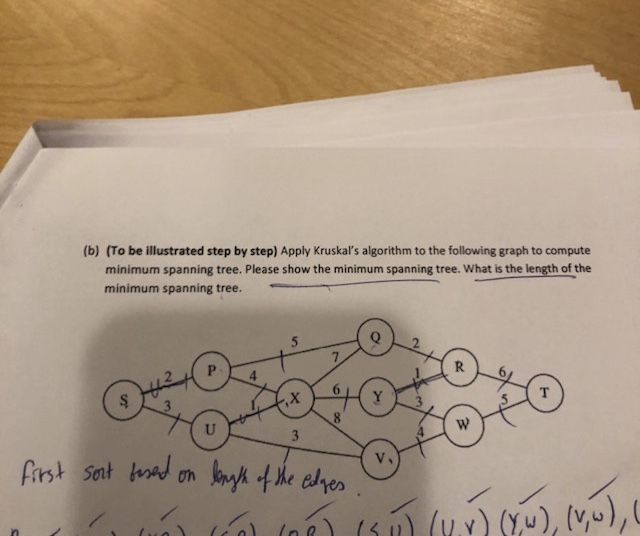 (b) (To be illustrated step by step) Apply Kruskal's algorithm to the following graph to compute
minimum spanning tree. Please show the minimum spanning tree. What is the length of the
minimum spanning tree.
5
Q
2
7
R
6
P
2
4
1
S
X
6
Y
T
3
1
8
3
5
U
W
3
4
V
First sort based on length of the edges.
(S,U) (U,V) (Y,W), (V,W), (